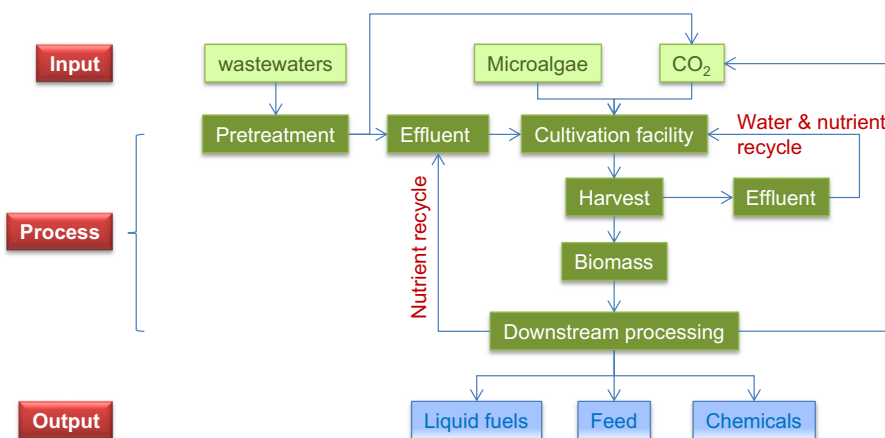 Input
wastewaters
Microalgae
CO₂
Pretreatment
Effluent
Cultivation facility
Water & nutrient
recycle
Process
Nutrient recycle
Harvest
Effluent
Biomass
Downstream processing
Output
Liquid fuels
Feed
Chemicals